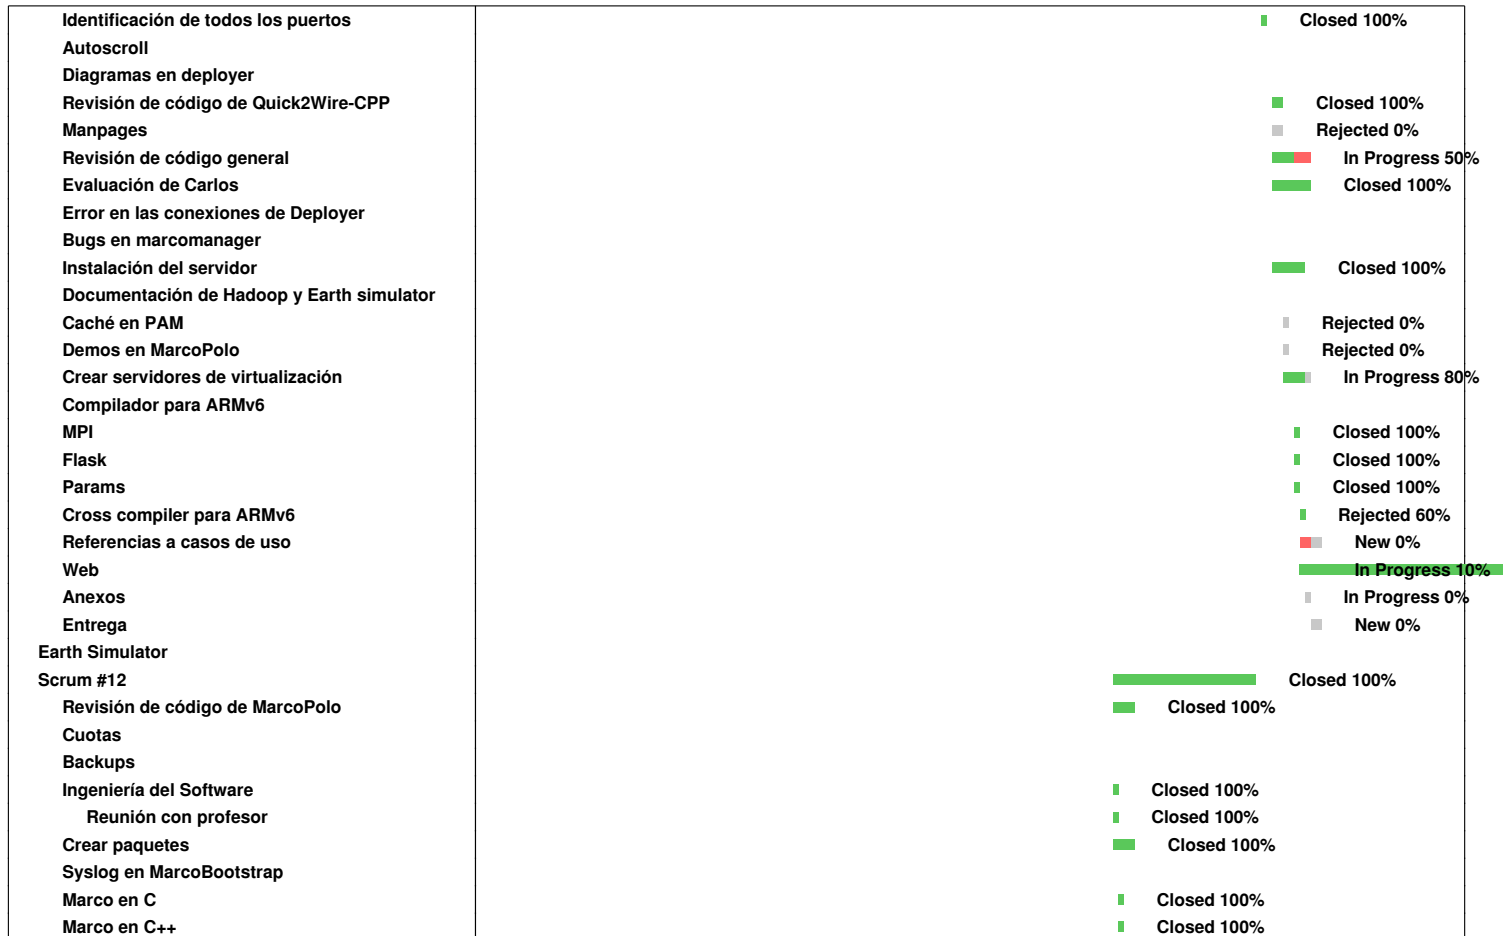 Identificación de todos los puertos Closed 100%
Autoscroll
Diagramas en deployer
Revisión de código de Quick2Wire-CPP Closed 100%
Manpages Rejected 0%
Revisión de código general In Progress 50%
Evaluación de Carlos Closed 100%
Error en las conexiones de Deployer
Bugs en marcomanager
Instalación del servidor Closed 100%
Documentación de Hadoop y Earth simulator
Caché en PAM Rejected 0%
Demos en MarcoPolo Rejected 0%
Crear servidores de virtualización In Progress 80%
Compilador para ARMv6
MPI Closed 100%
Flask Closed 100%
Params Closed 100%
Cross compiler para ARMv6 Rejected 60%
Referencias a casos de uso New 0%
Web In Progress 10%
Anexos In Progress 0%
Entrega New 0%
Earth Simulator
Scrum #12 Closed 100%
Revisión de código de MarcoPolo Closed 100%
Cuotas
Backups
Ingeniería del Software Closed 100%
Reunión con profesor Closed 100%
Crear paquetes Closed 100%
Syslog en MarcoBootstrap
Marco en C Closed 100%
Marco en C++ Closed 100%